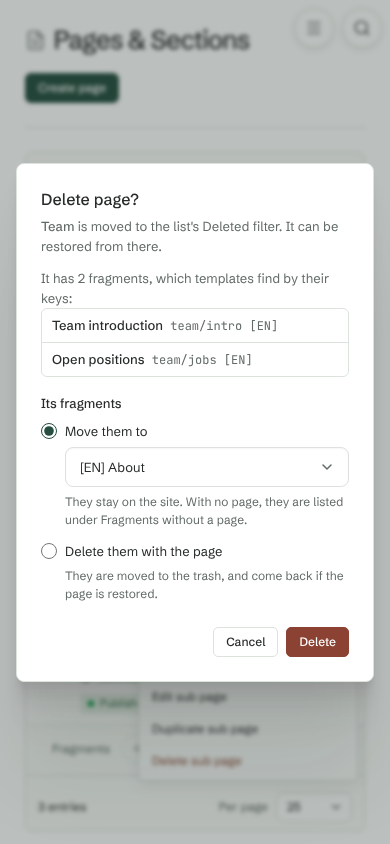 Pages & Sections
Create page
Delete page?
Team is moved to the list's Deleted filter. It can be
restored from there.
It has 2 fragments, which templates find by their
keys:
Team introduction team/intro [EN]
Open positions team/jobs [EN]
Its fragments
Move them to
[EN] About
They stay on the site. With no page, they are listed
under Fragments without a page.
Delete them with the page
They are moved to the trash, and come back if the
page is restored.
Cancel
Delete
Edit sub page
Duplicate sub page
Delete sub page
Fragments
3 entries
Per page
25